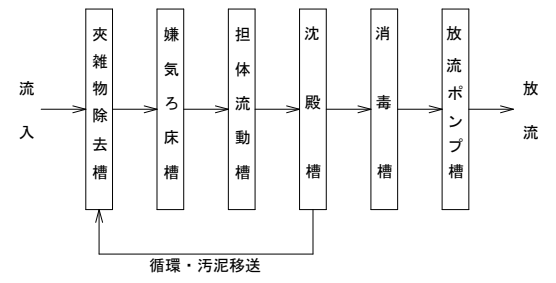 流入
夾雑物除去槽
嫌気ろ床槽
担体流動槽
沈殿槽
消毒槽
放流ポンプ槽
放流
循環・汚泥移送